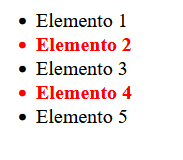 • Elemento 1
• Elemento 2
• Elemento 3
• Elemento 4
• Elemento 5